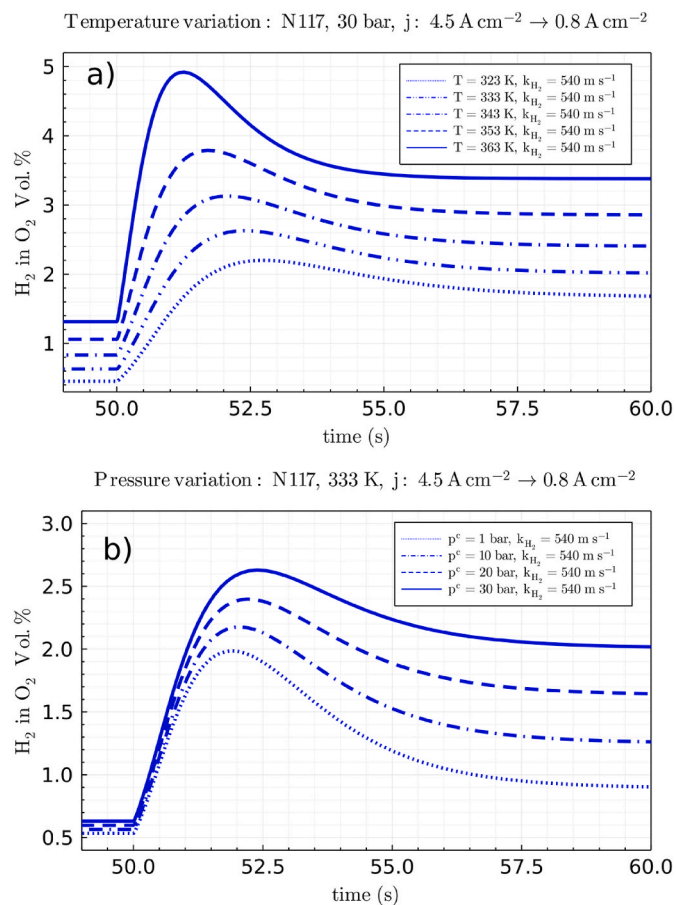 Temperature variation : N117, 30 bar, j : 4.5 A cm⁻² → 0.8 A cm⁻²
a)
T = 323 K, k_H₂ = 540 m s⁻¹
T = 333 K, k_H₂ = 540 m s⁻¹
T = 343 K, k_H₂ = 540 m s⁻¹
T = 353 K, k_H₂ = 540 m s⁻¹
T = 363 K, k_H₂ = 540 m s⁻¹
H₂ in O₂ Vol.%
5
4
3
2
1
50.0 52.5 55.0 57.5 60.0
time (s)
Pressure variation : N117, 333 K, j : 4.5 A cm⁻² → 0.8 A cm⁻²
b)
pᶜ = 1 bar, k_H₂ = 540 m s⁻¹
pᶜ = 10 bar, k_H₂ = 540 m s⁻¹
pᶜ = 20 bar, k_H₂ = 540 m s⁻¹
pᶜ = 30 bar, k_H₂ = 540 m s⁻¹
H₂ in O₂ Vol.%
3.0
2.5
2.0
1.5
1.0
0.5
50.0 52.5 55.0 57.5 60.0
time (s)